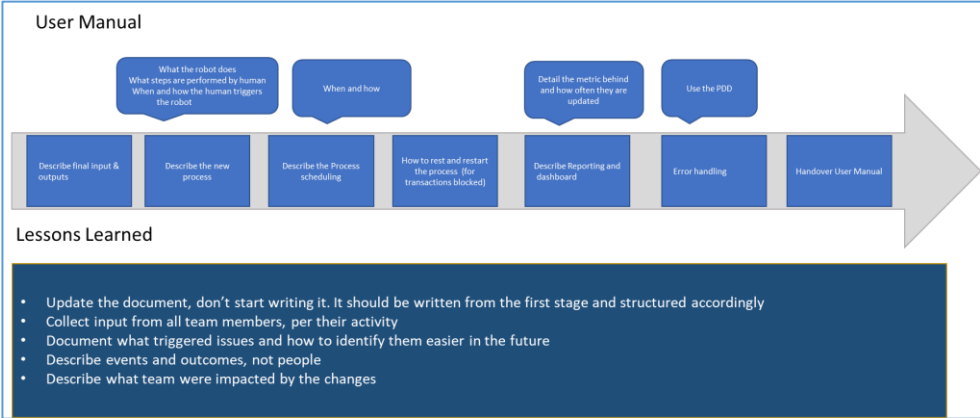 User Manual
What the robot does
What steps are performed by human
When and how the human triggers
the robot
When and how
Detail the metric behind
and how often they are
updated
Use the PDD
Describe final input &
outputs
Describe the new
process
Describe the Process
scheduling
How to rest and restart
the process (for
transactions blocked)
Describe Reporting and
dashboard
Error handling
Handover User Manual
Lessons Learned
• Update the document, don't start writing it. It should be written from the first stage and structured accordingly
• Collect input from all team members, per their activity
• Document what triggered issues and how to identify them easier in the future
• Describe events and outcomes, not people
• Describe what team were impacted by the changes